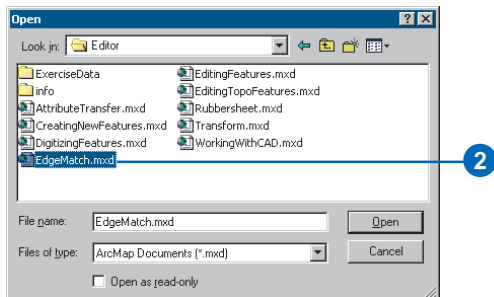 Open
Look in: Editor
ExerciseData
info
AttributeTransfer.mxd
CreatingNewFeatures.mxd
DigitizingFeatures.mxd
EdgeMatch.mxd
EditingFeatures.mxd
EditingTopoFeatures.mxd
Rubbersheet.mxd
Transform.mxd
WorkingWithCAD.mxd
2
File name: EdgeMatch.mxd Open
Files of type: ArcMap Documents (*.mxd) Cancel
Open as read-only